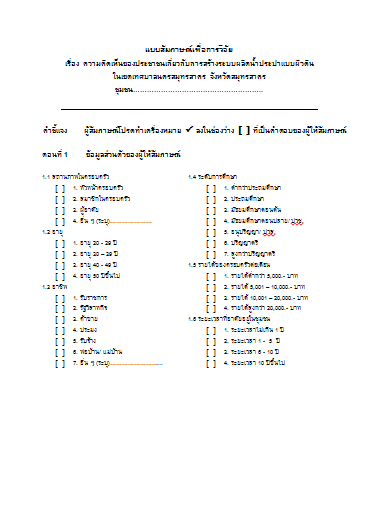 แบบสัมภาษณ์เพื่อการวิจัย
เรื่อง ความคิดเห็นของประชาชนเกี่ยวกับการสร้างระบบผลิตน้ำประปาแบบผิวดิน
ในเขตเทศบาลนครสมุทรสาคร จังหวัดสมุทรสาคร
ชุมชน............................................................
คำชี้แจง ผู้สัมภาษณ์โปรดทำเครื่องหมาย ✓ ลงในช่องว่าง [ ] ที่เป็นคำตอบของผู้ให้สัมภาษณ์
ตอนที่ 1 ข้อมูลส่วนตัวของผู้ให้สัมภาษณ์
1.1 สถานภาพในครอบครัว
[ ] 1. หัวหน้าครอบครัว
[ ] 2. สมาชิกในครอบครัว
[ ] 3. ผู้อาศัย
[ ] 4. อื่น ๆ (ระบุ)........................
1.2 อายุ
[ ] 1. อายุ 20 - 29 ปี
[ ] 2. อายุ 20 – 39 ปี
[ ] 3. อายุ 40 - 49 ปี
[ ] 4. อายุ 50 ปีขึ้นไป
1.3 อาชีพ
[ ] 1. รับราชการ
[ ] 2. รัฐวิสาหกิจ
[ ] 3. ค้าขาย
[ ] 4. ประมง
[ ] 5. รับจ้าง
[ ] 6. พ่อบ้าน/ แม่บ้าน
[ ] 7. อื่น ๆ (ระบุ)..............................
1.4 ระดับการศึกษา
[ ] 1. ต่ำกว่าประถมศึกษา
[ ] 2. ประถมศึกษา
[ ] 3. มัธยมศึกษาตอนต้น
[ ] 4. มัธยมศึกษาตอนปลาย/ ปวช.
[ ] 5. อนุปริญญา/ ปวส.
[ ] 6. ปริญญาตรี
[ ] 7. สูงกว่าปริญญาตรี
1.5 รายได้ของครอบครัวต่อเดือน
[ ] 1. รายได้ต่ำกว่า 5,000.- บาท
[ ] 2. รายได้ 5,001 – 10,000.- บาท
[ ] 3. รายได้ 10,001 – 20,000.- บาท
[ ] 4. รายได้สูงกว่า 20,000.- บาท
1.6 ระยะเวลาที่อาศัยอยู่ในชุมชน
[ ] 1. ระยะเวลาไม่เกิน 1 ปี
[ ] 2. ระยะเวลา 1 - 5 ปี
[ ] 3. ระยะเวลา 6 - 10 ปี
[ ] 4. ระยะเวลา 10 ปีขึ้นไป